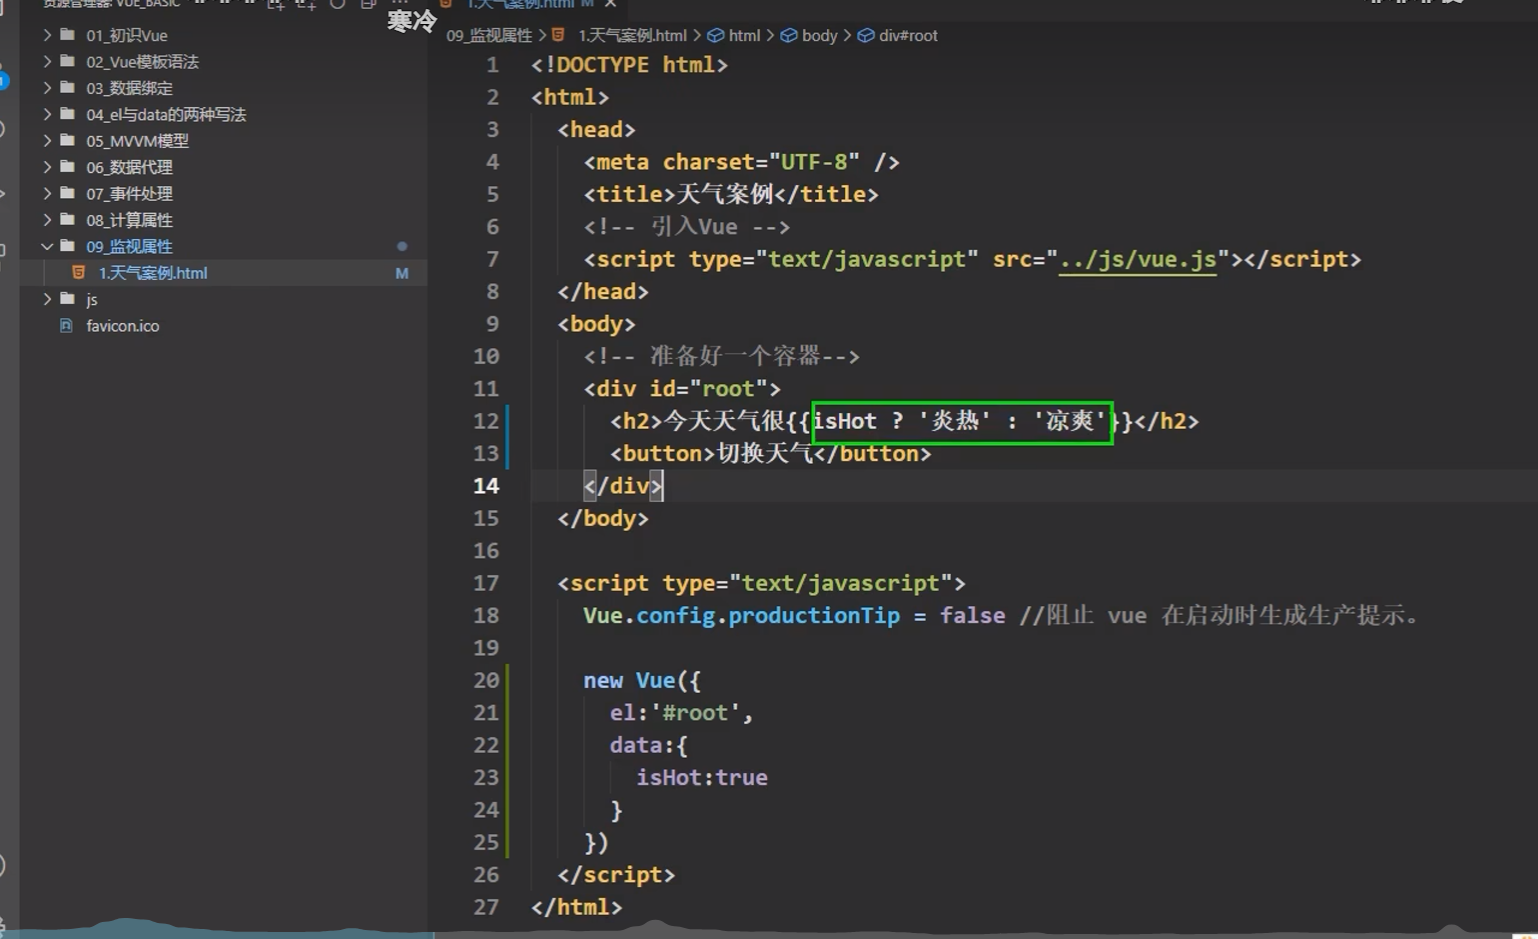 资源管理器: VUE_BASIC
寒冷
1.天气案例.html M
01_初识Vue
02_Vue模板语法
03_数据绑定
04_el与data的两种写法
05_MVVM模型
06_数据代理
07_事件处理
08_计算属性
09_监视属性
1.天气案例.html M
js
favicon.ico
09_监视属性 > 1.天气案例.html > html > body > div#root
1 <!DOCTYPE html>
2 <html>
3 <head>
4 <meta charset="UTF-8" />
5 <title>天气案例</title>
6 <!-- 引入Vue -->
7 <script type="text/javascript" src="../js/vue.js"></script>
8 </head>
9 <body>
10 <!-- 准备好一个容器-->
11 <div id="root">
12 <h2>今天天气很{{isHot ? '炎热' : '凉爽'}}</h2>
13 <button>切换天气</button>
14 </div>
15 </body>
16
17 <script type="text/javascript">
18 Vue.config.productionTip = false //阻止 vue 在启动时生成生产提示。
19
20 new Vue({
21 el:'#root',
22 data:{
23 isHot:true
24 }
25 })
26 </script>
27 </html>